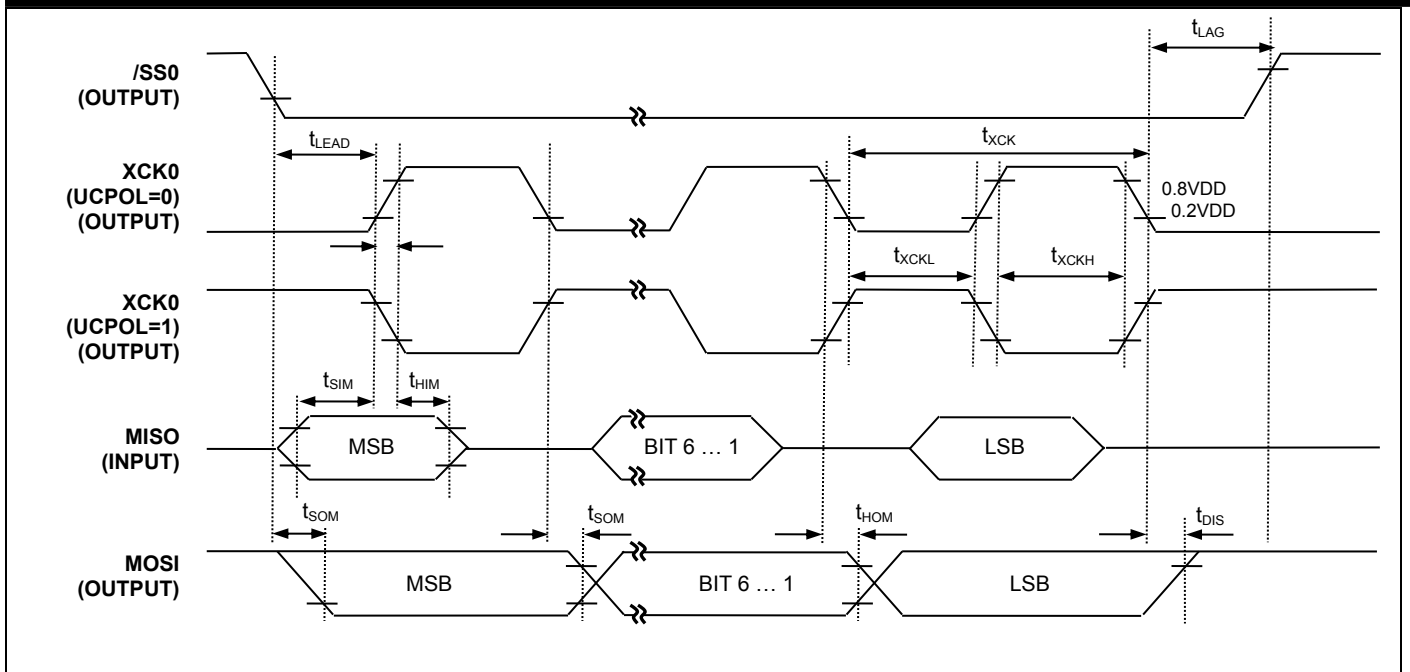 tLAG
/SS0
(OUTPUT)
tLEAD
tXCK
XCK0
(UCPOL=0)
(OUTPUT)
0.8VDD
0.2VDD
tXCKL
tXCKH
XCK0
(UCPOL=1)
(OUTPUT)
tSIM
tHIM
MISO
(INPUT)
MSB
BIT 6 … 1
LSB
tSOM
tSOM
tHOM
tDIS
MOSI
(OUTPUT)
MSB
BIT 6 … 1
LSB